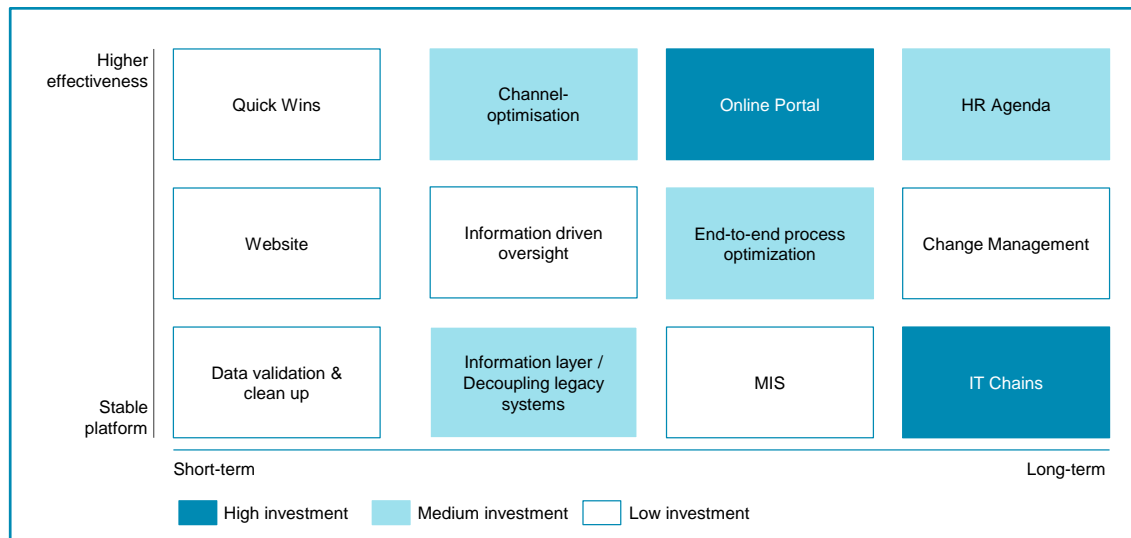 Higher
effectiveness
Quick Wins
Channel-
optimisation
Online Portal
HR Agenda
Website
Information driven
oversight
End-to-end process
optimization
Change Management
Data validation &
clean up
Information layer /
Decoupling legacy
systems
MIS
IT Chains
Stable
platform
Short-term
Long-term
High investment
Medium investment
Low investment